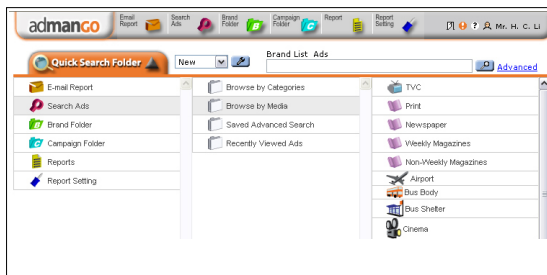 admango
Email Report
Search Ads
Brand Folder
Campaign Folder
Report
Report Setting
Mr. H. C. Li
Quick Search Folder
New
Brand List Ads
Advanced
E-mail Report
Search Ads
Brand Folder
Campaign Folder
Reports
Report Setting
Browse by Categories
Browse by Media
Saved Advanced Search
Recently Viewed Ads
TVC
Print
Newspaper
Weekly Magazines
Non-Weekly Magazines
Airport
Bus Body
Bus Shelter
Cinema